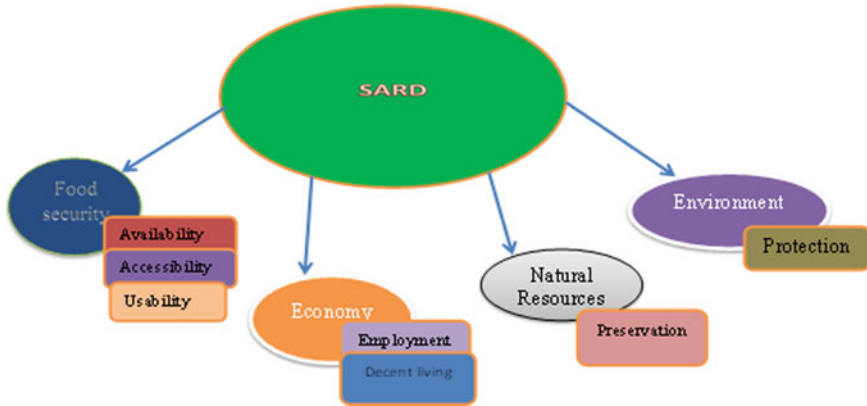 SARD
Food
security
Availability
Accessibility
Usability
Economy
Employment
Decent living
Natural
Resources
Preservation
Environment
Protection